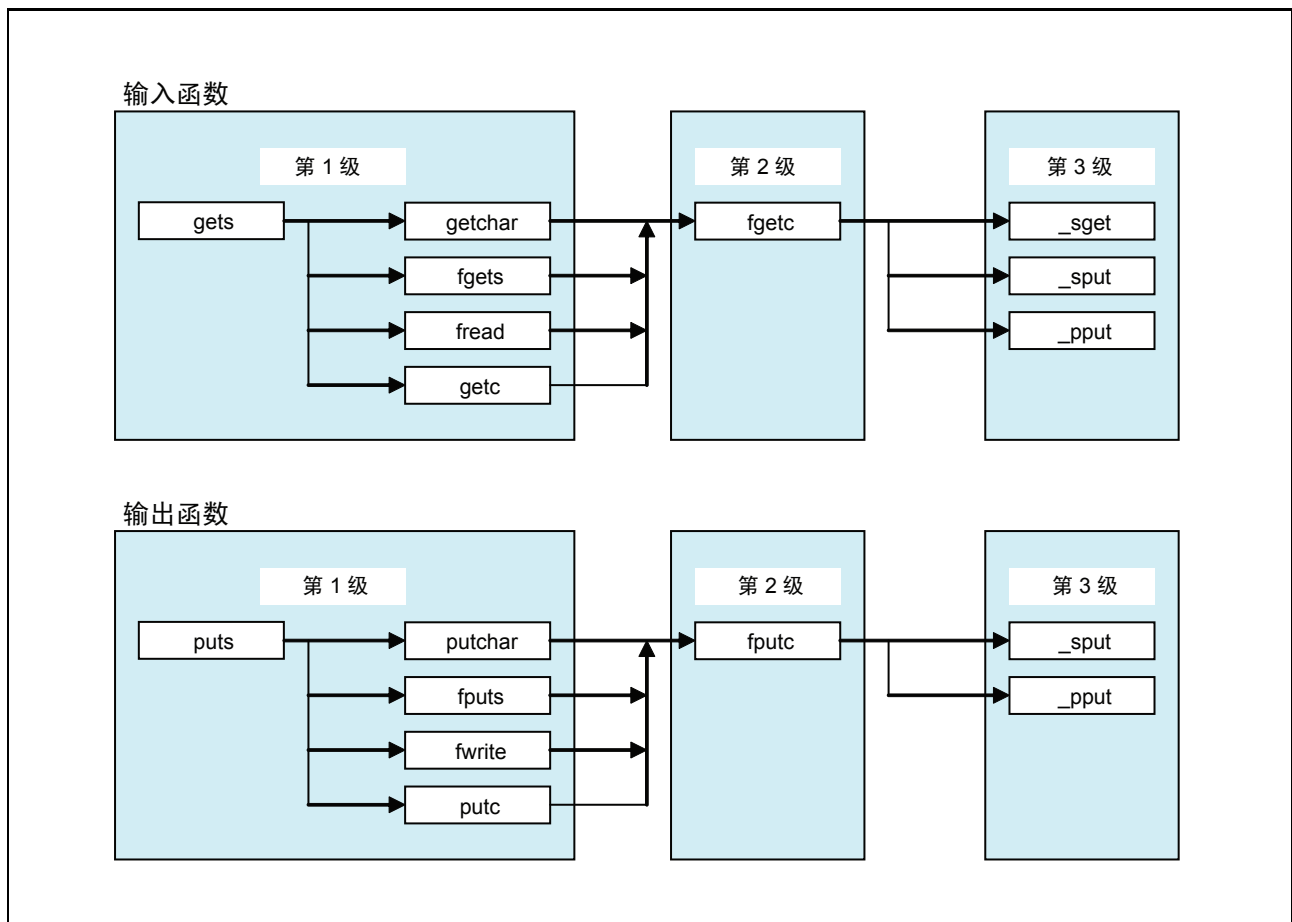 输入函数
第 1 级
第 2 级
第 3 级
gets
getchar
fgetc
_sget
fgets
_sput
fread
_pput
getc
输出函数
第 1 级
第 2 级
第 3 级
puts
putchar
fputc
_sput
fputs
_pput
fwrite
putc